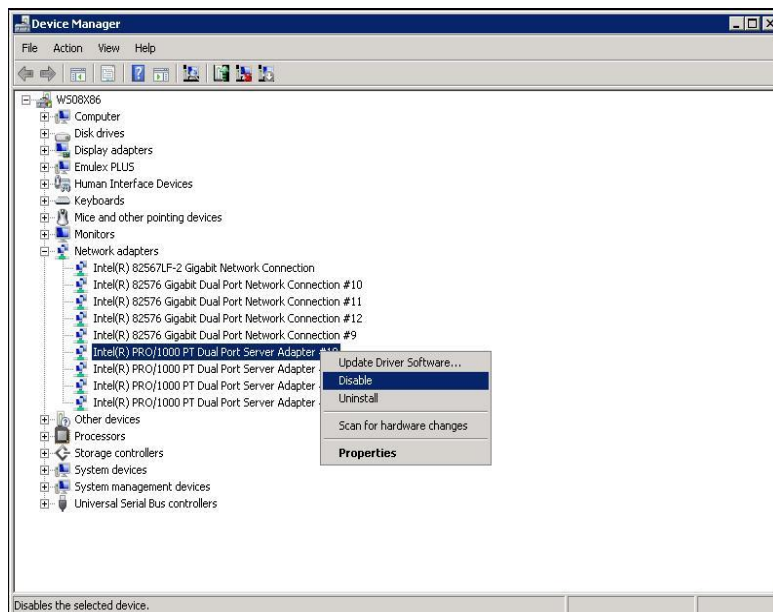 Device Manager
File Action View Help
WS08X86
Computer
Disk drives
Display adapters
Emulex PLUS
Human Interface Devices
Keyboards
Mice and other pointing devices
Monitors
Network adapters
Intel(R) 82567LF-2 Gigabit Network Connection
Intel(R) 82576 Gigabit Dual Port Network Connection #10
Intel(R) 82576 Gigabit Dual Port Network Connection #11
Intel(R) 82576 Gigabit Dual Port Network Connection #12
Intel(R) 82576 Gigabit Dual Port Network Connection #9
Intel(R) PRO/1000 PT Dual Port Server Adapter
Intel(R) PRO/1000 PT Dual Port Server Adapter
Intel(R) PRO/1000 PT Dual Port Server Adapter
Intel(R) PRO/1000 PT Dual Port Server Adapter
Other devices
Processors
Storage controllers
System devices
System management devices
Universal Serial Bus controllers
Update Driver Software...
Disable
Uninstall
Scan for hardware changes
Properties
Disables the selected device.